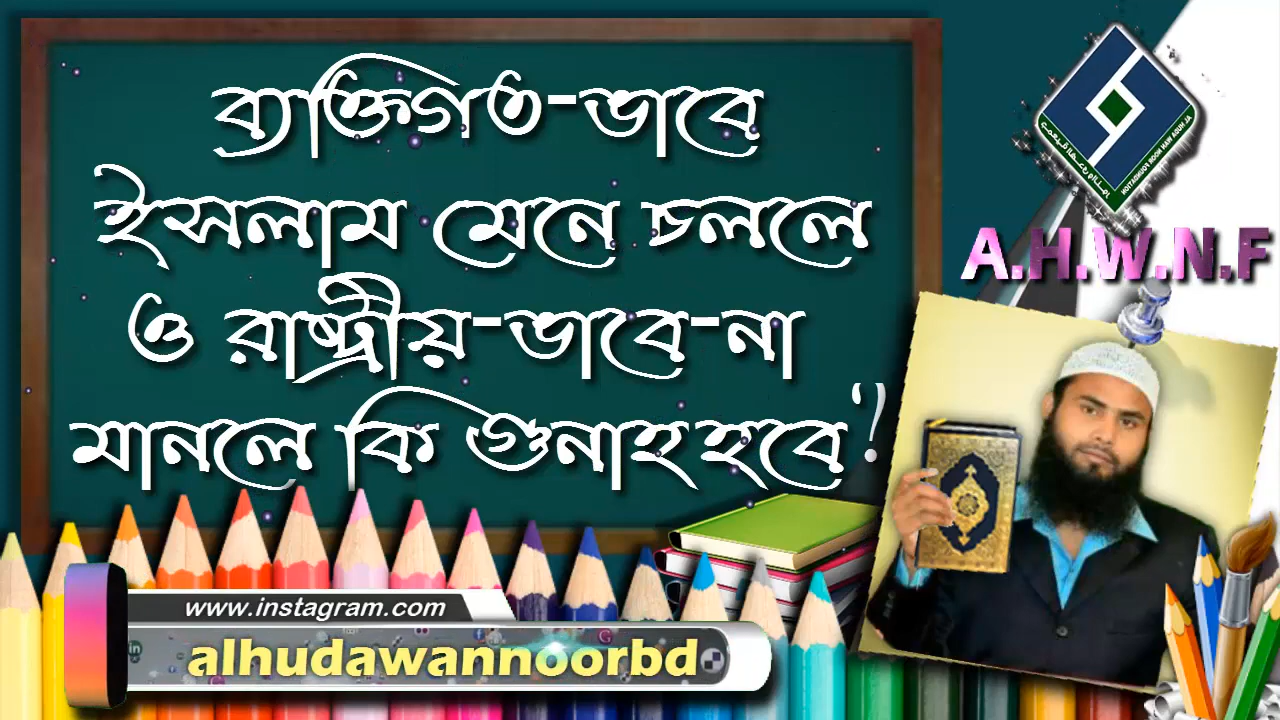 ব্যক্তিগত-ভাবে
ইসলাম মেনে চললে
ও রাষ্ট্রীয়-ভাবে-না
মানলে কি গুনাহ হবে?
A.H.W.N.F
www.instagram.com
alhudawannoorbd